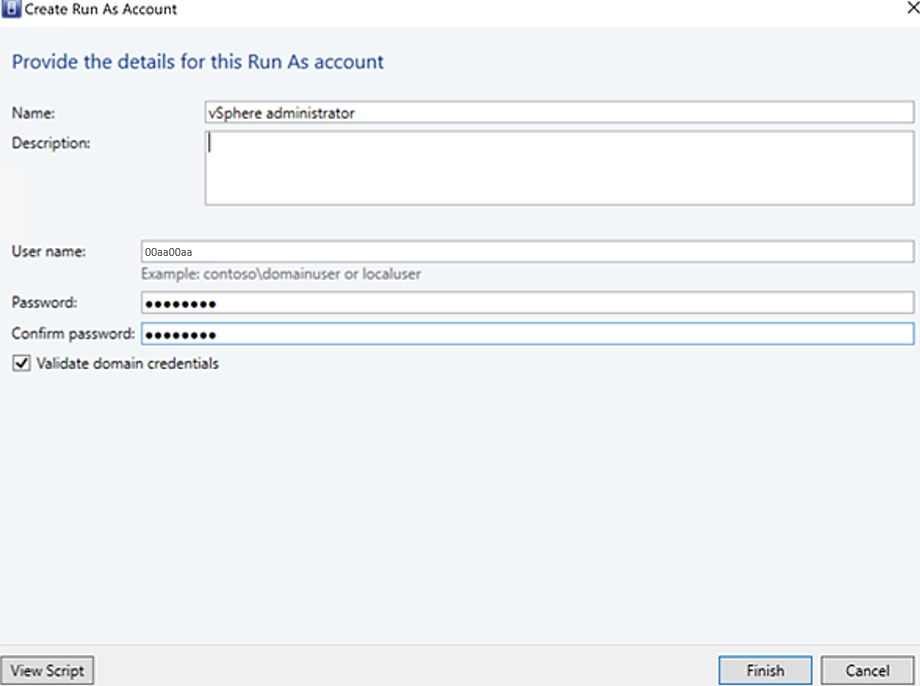 Create Run As Account
Provide the details for this Run As account
Name: vSphere administrator
Description:
User name: 00aa00aa
Example: contoso\domainuser or localuser
Password: ●●●●●●●●
Confirm password: ●●●●●●●●
Validate domain credentials
View Script Finish Cancel